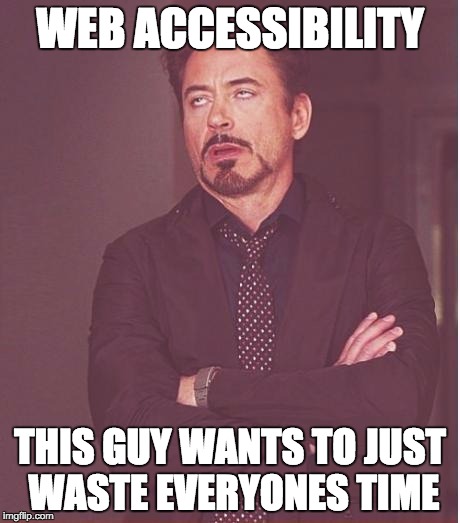 WEB ACCESSIBILITY
THIS GUY WANTS TO JUST
WASTE EVERYONES TIME
imgflip.com